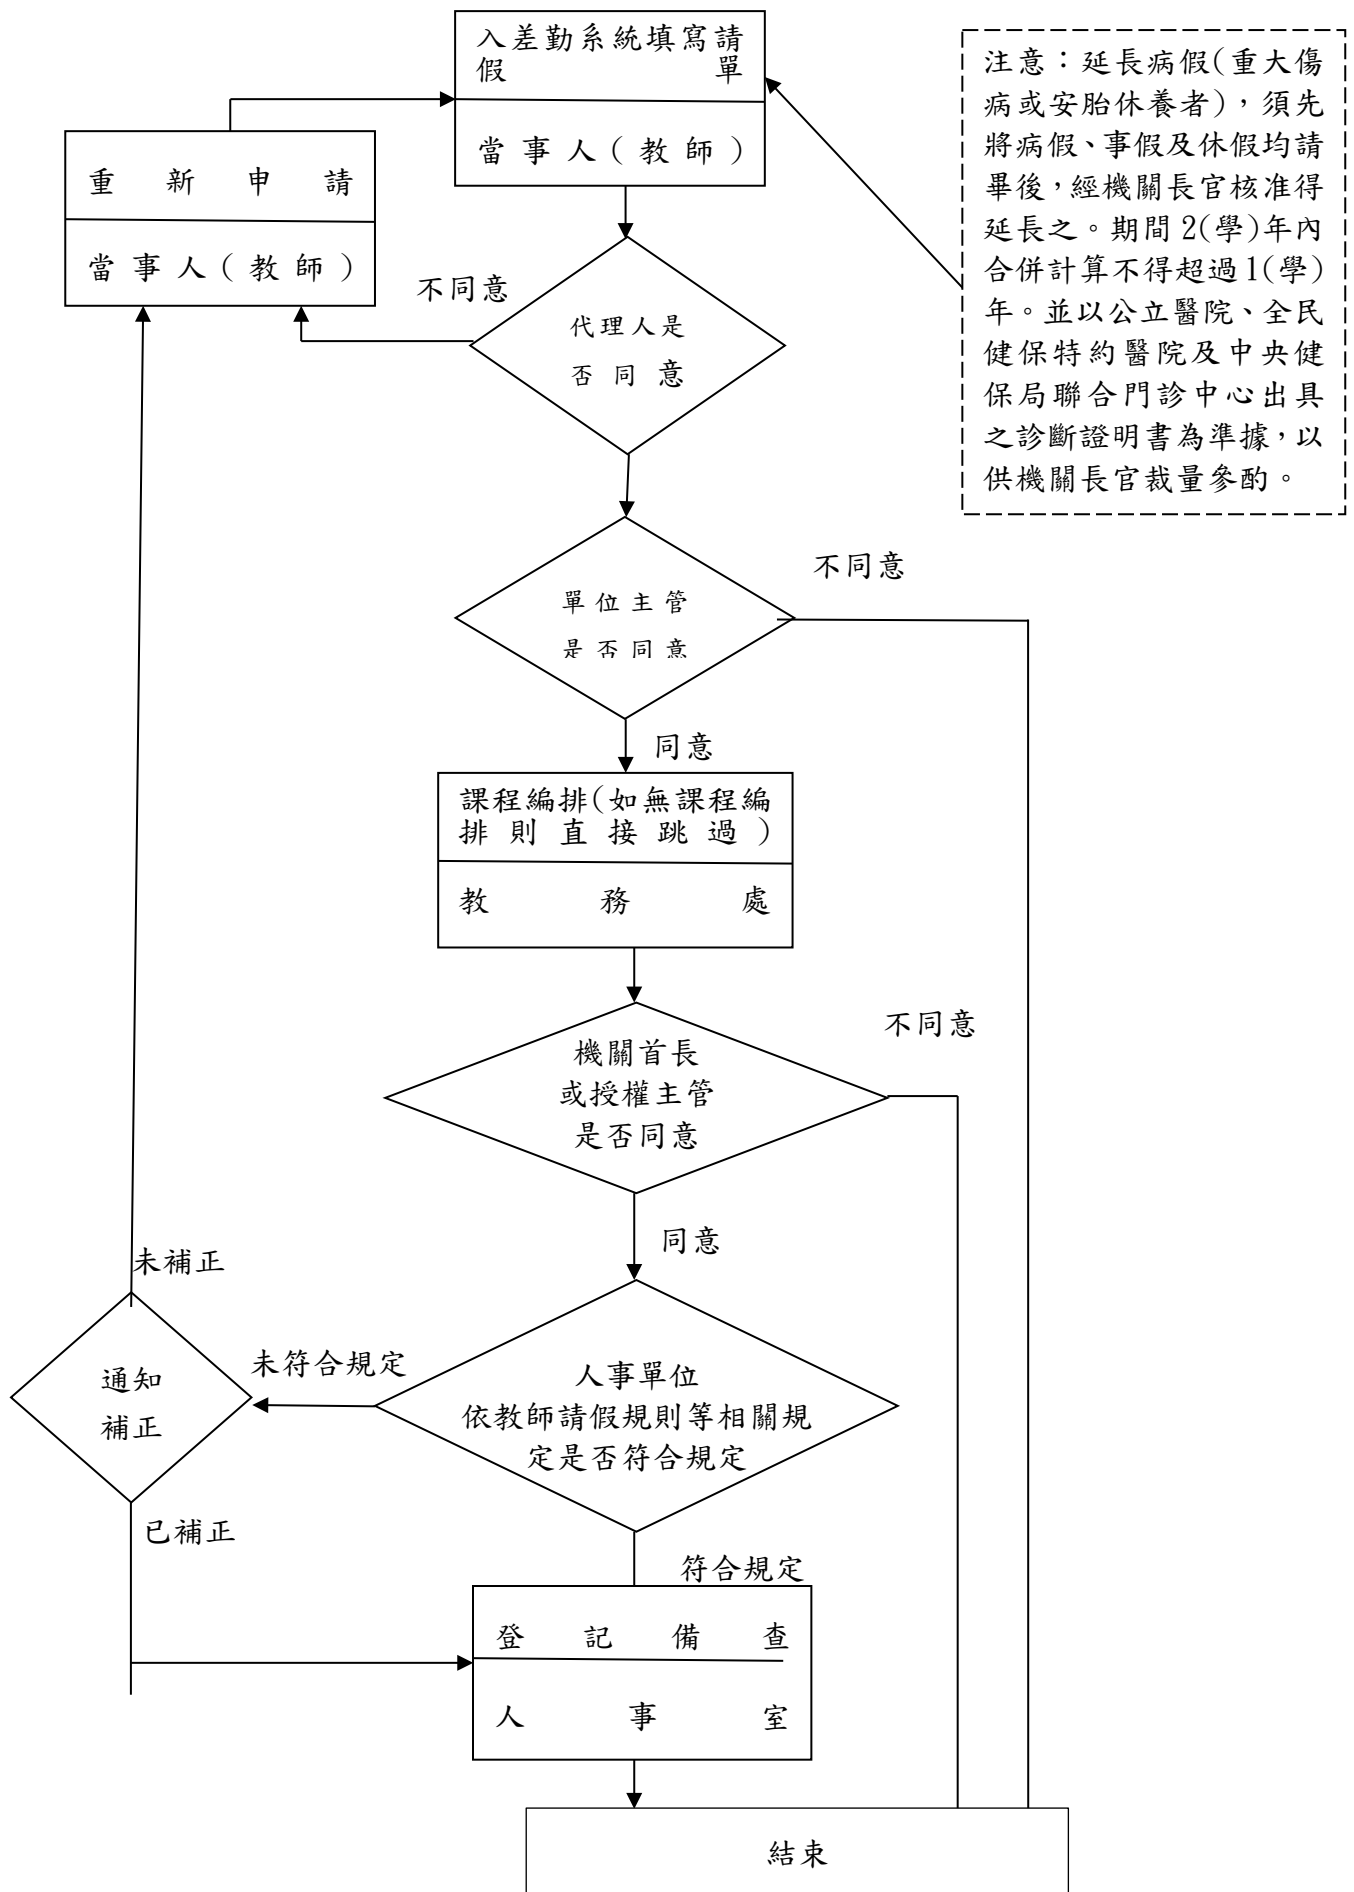 入差勤系統填寫請
假單
當事人(教師)
注意：延長病假(重大傷
病或安胎休養者)，須先
將病假、事假及休假均請
畢後，經機關長官核准得
延長之。期間2(學)年內
合併計算不得超過1(學)
年。並以公立醫院、全民
健保特約醫院及中央健
保局聯合門診中心出具
之診斷證明書為準據，以
供機關長官裁量參酌。
重新申請
當事人(教師)
不同意
代理人是
否同意
不同意
單位主管
是否同意
同意
課程編排(如無課程編
排則直接跳過)
教務處
不同意
機關首長
或授權主管
是否同意
同意
未補正
通知
補正
未符合規定
人事單位
依教師請假規則等相關規
定是否符合規定
已補正
符合規定
登記備查
人事室
結束